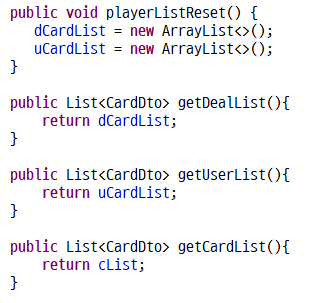 public void playerListReset() {
   dCardList = new ArrayList<>();
   uCardList = new ArrayList<>();
}

public List<CardDto> getDealList(){
    return dCardList;
}

public List<CardDto> getUserList(){
    return uCardList;
}

public List<CardDto> getCardList(){
    return cList;
}